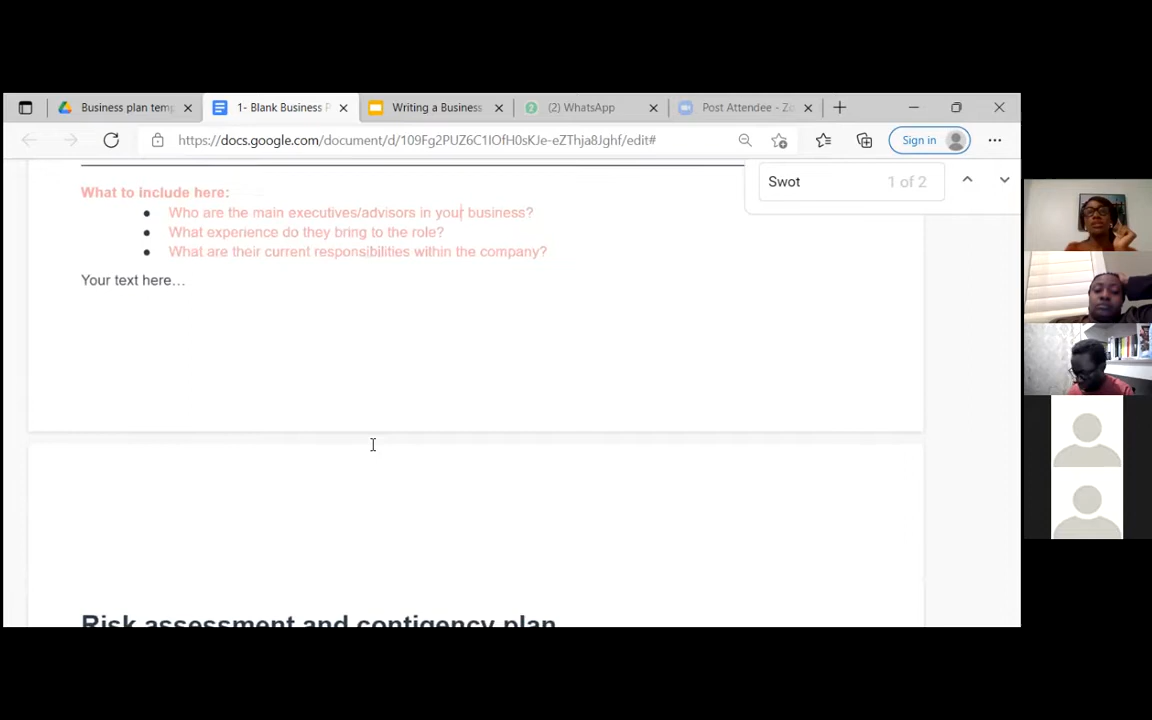 Business plan temp
1- Blank Business P
Writing a Business
(2) WhatsApp
Post Attendee - Zo
https://docs.google.com/document/d/109Fg2PUZ6C1lOfH0sKJe-eZThja8Jghf/edit#
Sign in
Swot
1 of 2
What to include here:
Who are the main executives/advisors in your business?
What experience do they bring to the role?
What are their current responsibilities within the company?
Your text here…
Risk assessment and contigency plan